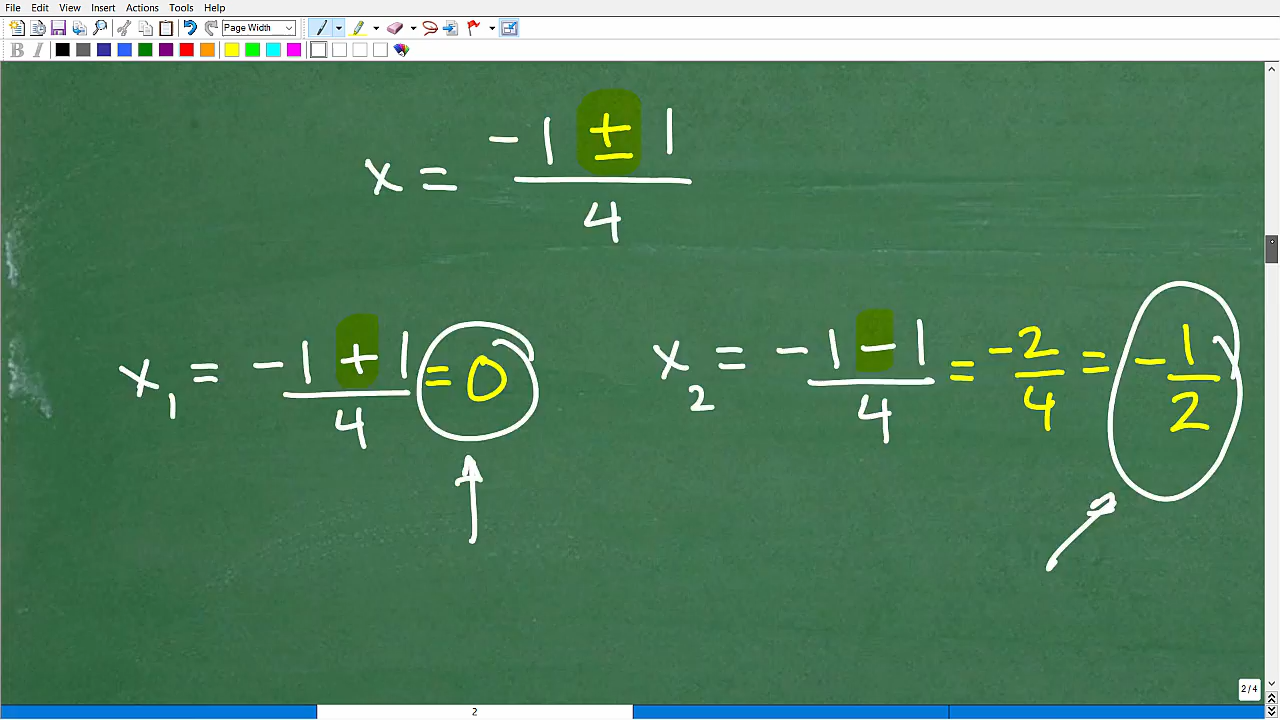 File Edit View Insert Actions Tools Help
Page Width
B I
x = -1 ± 1
4
x1 = -1 + 1 = 0
4
x2 = -1 - 1 = -2 = -1
4 4 2
2/4
2